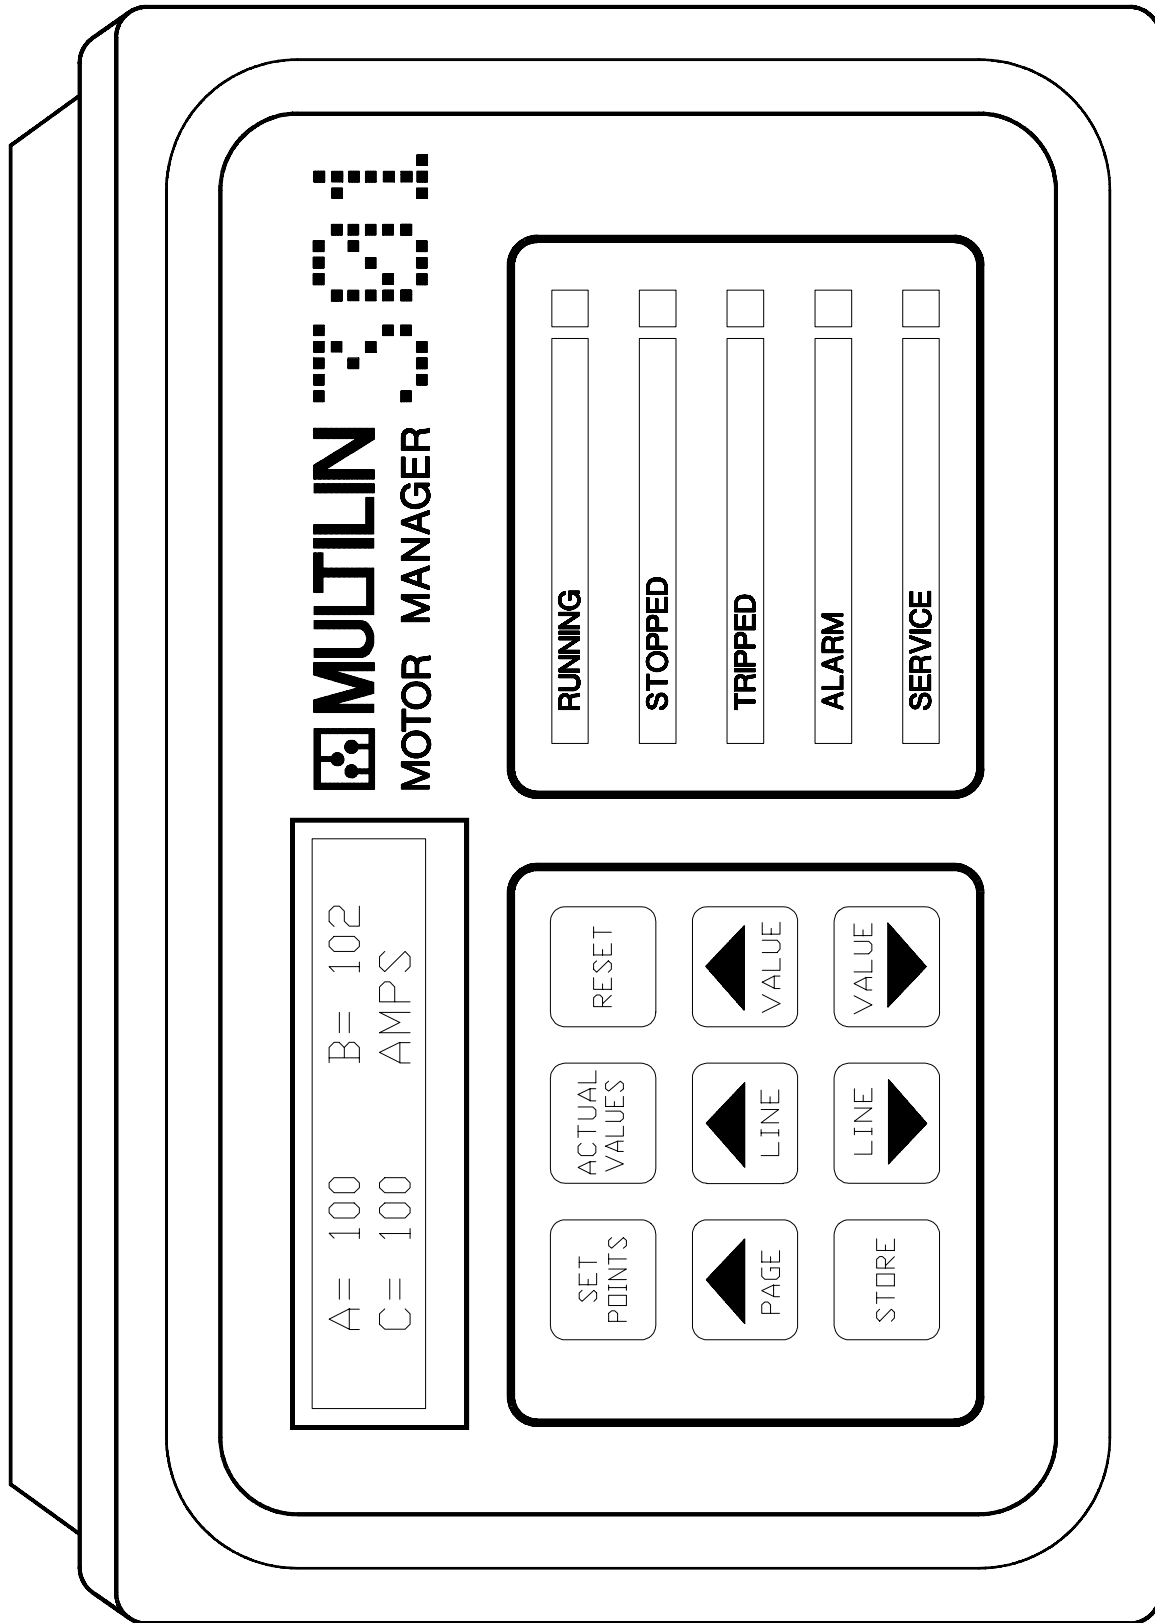 A= 100 B= 102
C= 100 AMPS
MULTILIN 301
MOTOR MANAGER
SET
POINTS
ACTUAL
VALUES
RESET
PAGE
LINE
VALUE
STORE
LINE
VALUE
RUNNING
STOPPED
TRIPPED
ALARM
SERVICE